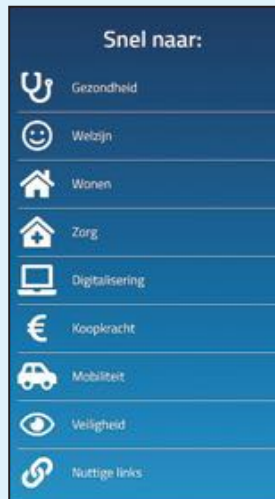 Snel naar:
Gezondheid
Welzijn
Wonen
Zorg
Digitalisering
Koopkracht
Mobiliteit
Veiligheid
Nuttige links